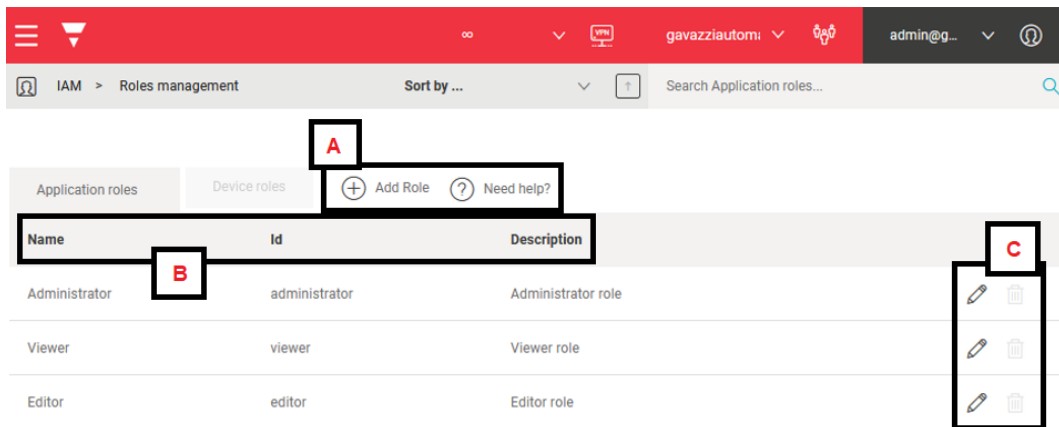 ∞ VPN gavazziautom: admin@g...
IAM > Roles management Sort by ... Search Application roles...
A
Application roles Device roles Add Role ? Need help?
Name Id Description
B
C
Administrator administrator Administrator role
Viewer viewer Viewer role
Editor editor Editor role